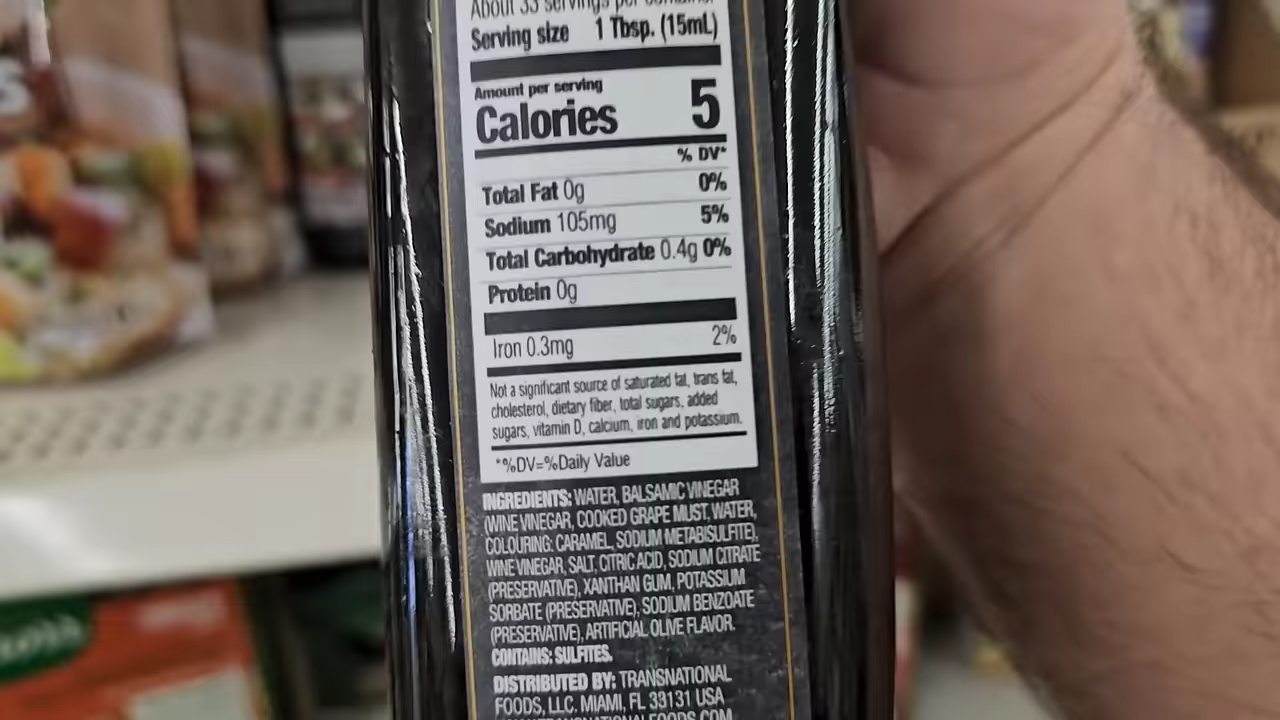 About 33 servings per container
Serving size 1 Tbsp. (15mL)
Amount per serving
Calories 5
% DV*
Total Fat 0g 0%
Sodium 105mg 5%
Total Carbohydrate 0.4g 0%
Protein 0g
Iron 0.3mg 2%
Not a significant source of saturated fat, trans fat,
cholesterol, dietary fiber, total sugars, added
sugars, vitamin D, calcium, iron and potassium.
*%DV=%Daily Value
INGREDIENTS: WATER, BALSAMIC VINEGAR
(WINE VINEGAR, COOKED GRAPE MUST, WATER,
COLOURING: CARAMEL, SODIUM METABISULFITE),
WINE VINEGAR, SALT, CITRIC ACID, SODIUM CITRATE
(PRESERVATIVE), XANTHAN GUM, POTASSIUM
SORBATE (PRESERVATIVE), SODIUM BENZOATE
(PRESERVATIVE), ARTIFICIAL OLIVE FLAVOR.
CONTAINS: SULFITES.
DISTRIBUTED BY: TRANSNATIONAL
FOODS, LLC. MIAMI, FL 33131 USA